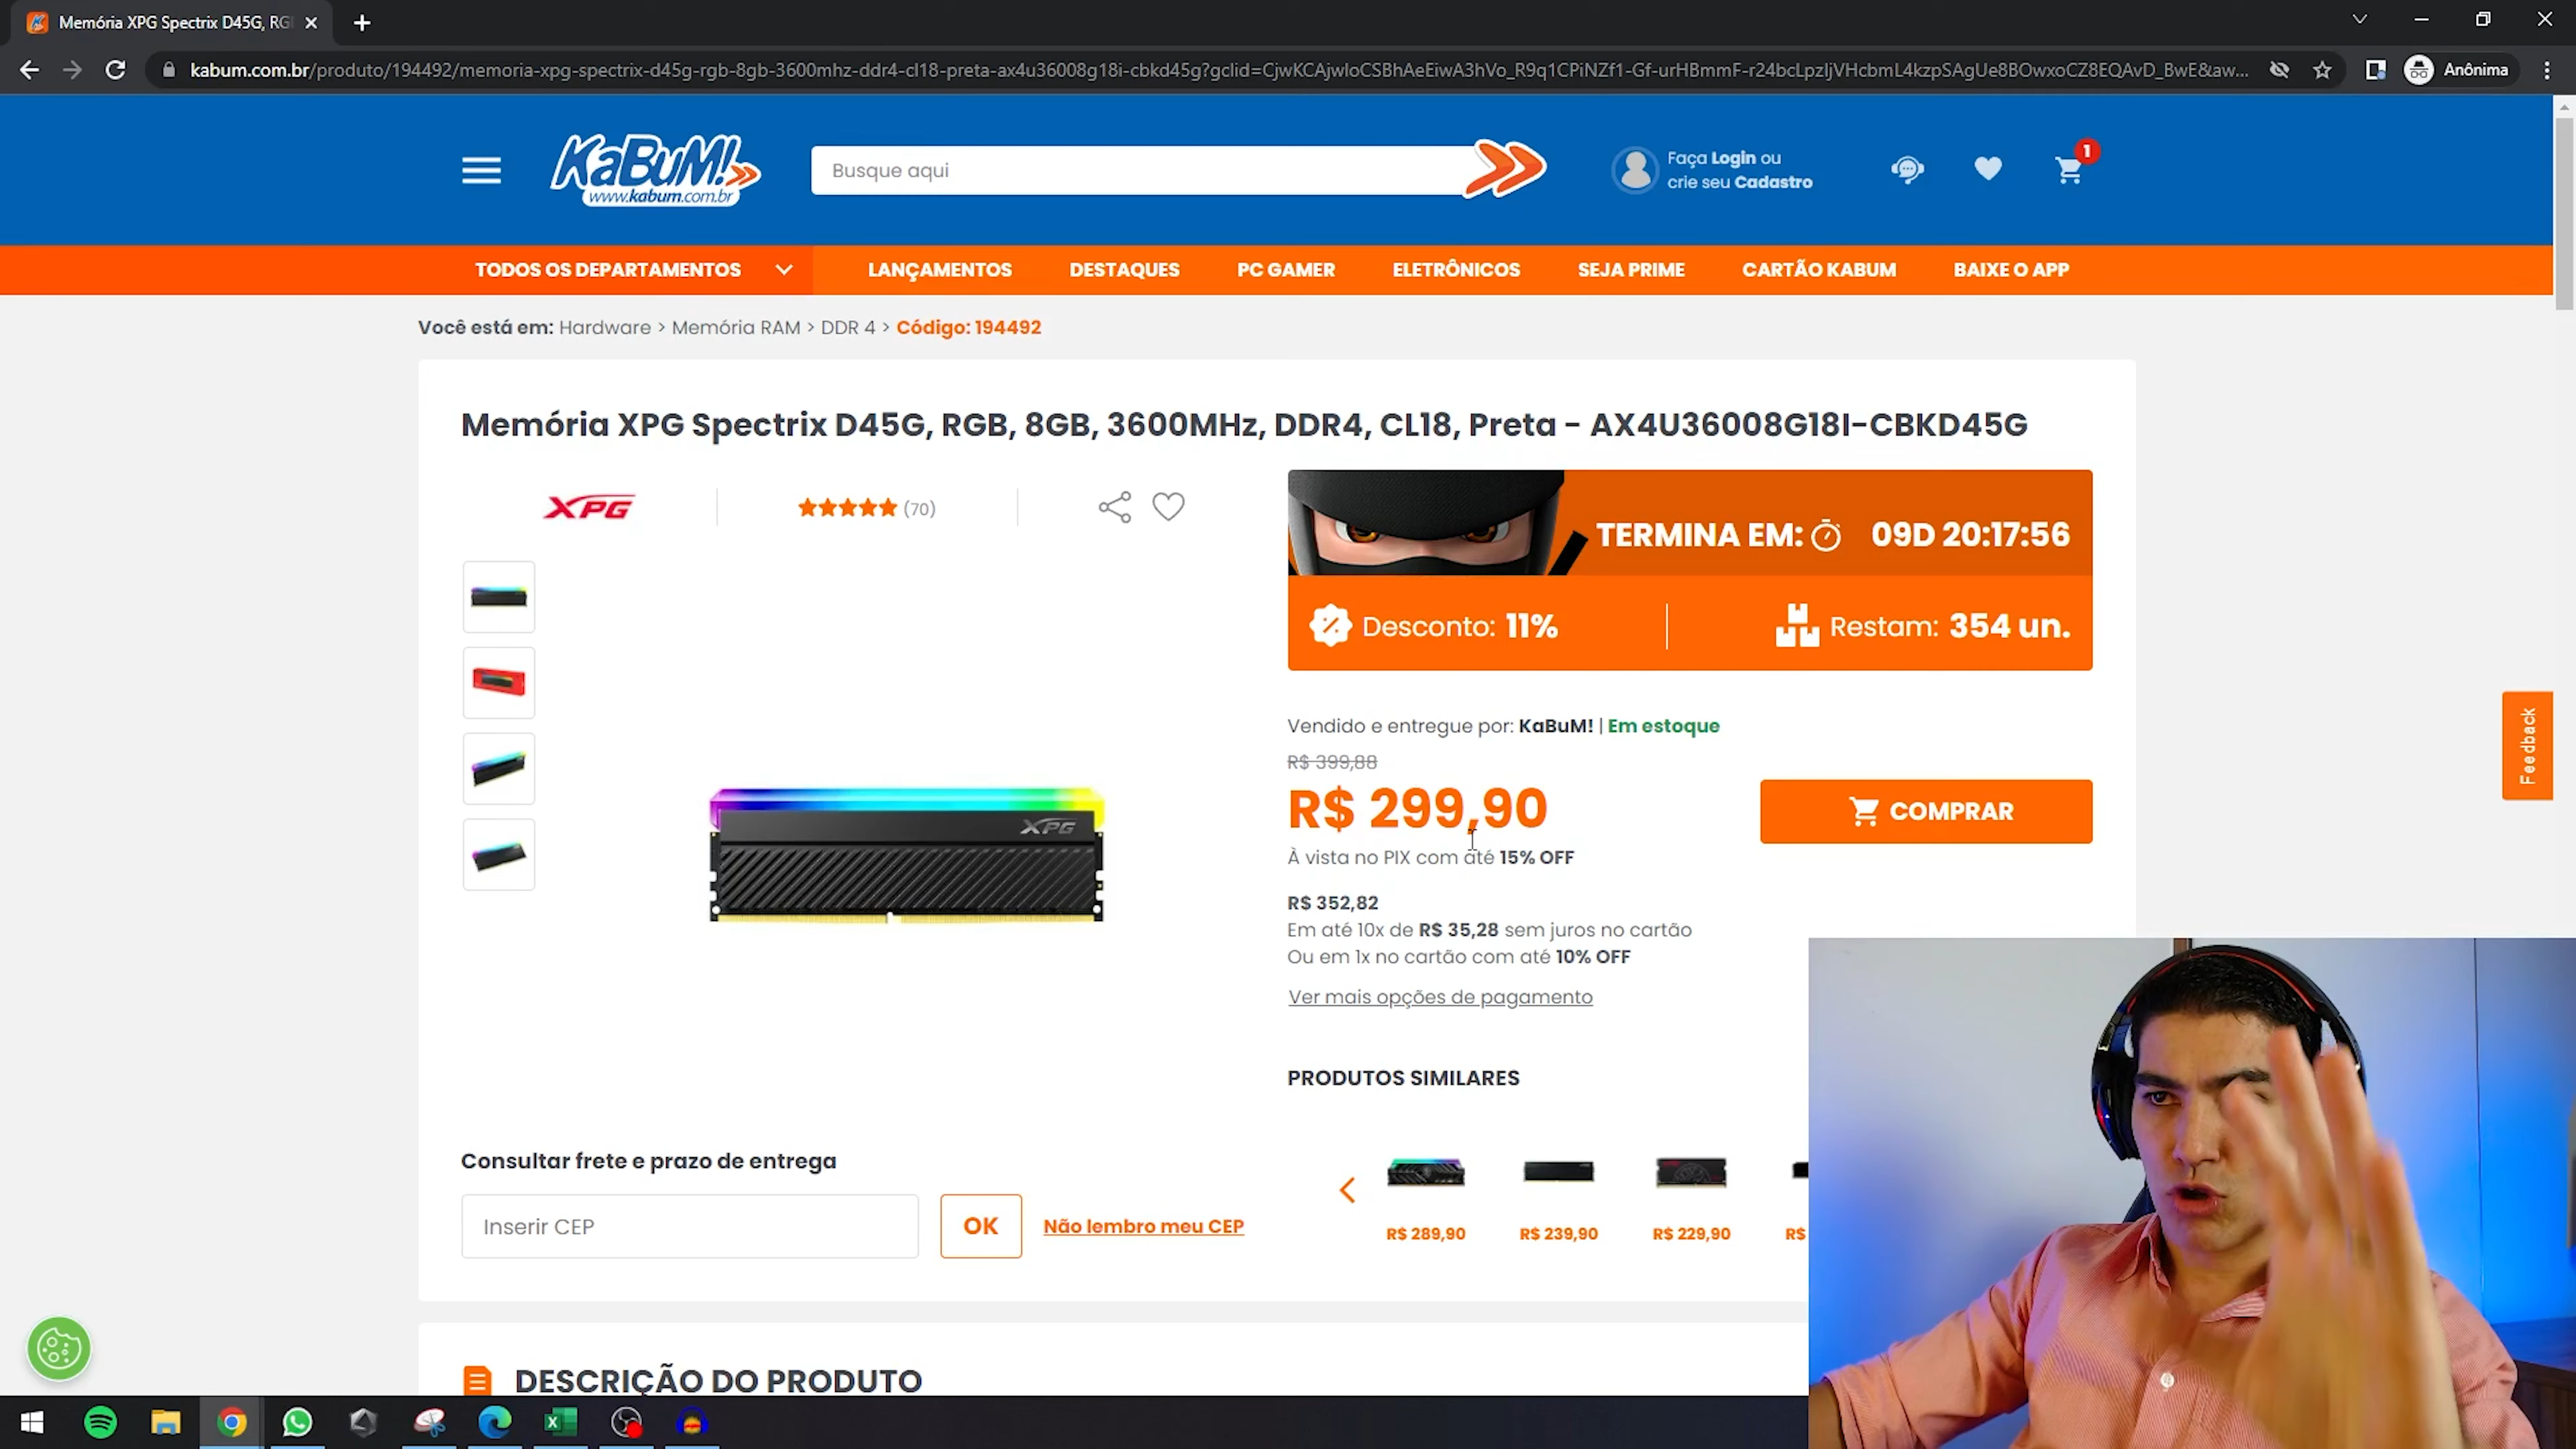 Memória XPG Spectrix D45G, RG
kabum.com.br/produto/194492/memoria-xpg-spectrix-d45g-rgb-8gb-3600mhz-ddr4-cl18-preta-ax4u36008g18i-cbkd45g?gclid=CjwKCAjwloCSBhAeEiwA3hVo_R9q1CPiNZf1-Gf-urHBmmF-r24bcLpzIjVHcbmL4kzpSAgUe8BOwxoCZ8EQAvD_BwE&aw...
Anônima
KaBuM!
www.kabum.com.br
Busque aqui
Faça Login ou
crie seu Cadastro
1
TODOS OS DEPARTAMENTOS LANÇAMENTOS DESTAQUES PC GAMER ELETRÔNICOS SEJA PRIME CARTÃO KABUM BAIXE O APP
Você está em: Hardware > Memória RAM > DDR 4 > Código: 194492
Memória XPG Spectrix D45G, RGB, 8GB, 3600MHz, DDR4, CL18, Preta - AX4U36008G18I-CBKD45G
XPG
(70)
TERMINA EM: 09D 20:17:56
Desconto: 11%
Restam: 354 un.
Vendido e entregue por: KaBuM! | Em estoque
R$ 399,88
R$ 299,90
COMPRAR
À vista no PIX com até 15% OFF
R$ 352,82
Em até 10x de R$ 35,28 sem juros no cartão
Ou em 1x no cartão com até 10% OFF
Ver mais opções de pagamento
Feedback
XPG
PRODUTOS SIMILARES
R$ 289,90
R$ 239,90
R$ 229,90
R$
Consultar frete e prazo de entrega
Inserir CEP
OK
Não lembro meu CEP
DESCRIÇÃO DO PRODUTO